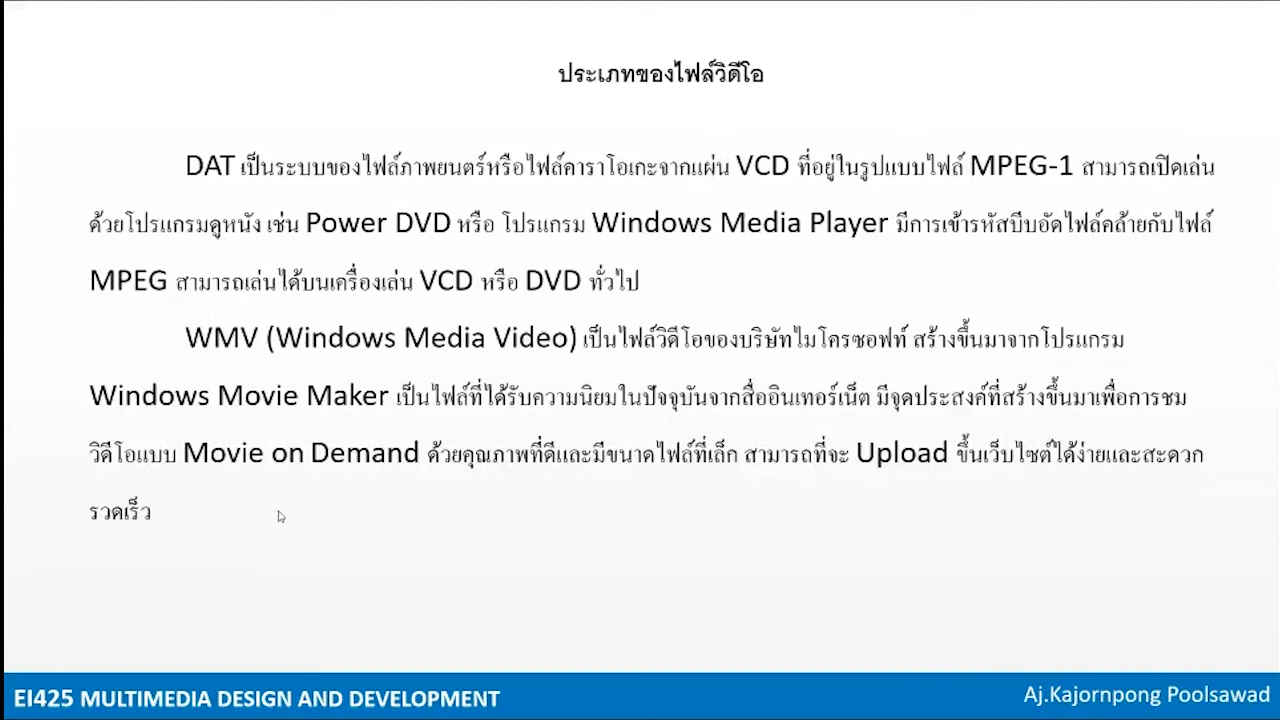 ประเภทของไฟล์วิดีโอ
DAT เป็นระบบของไฟล์ภาพยนตร์หรือไฟล์คาราโอเกะจากแผ่น VCD ที่อยู่ในรูปแบบไฟล์ MPEG-1 สามารถเปิดเล่น
ด้วยโปรแกรมดูหนัง เช่น Power DVD หรือ โปรแกรม Windows Media Player มีการเข้ารหัสบีบอัดไฟล์คล้ายกับไฟล์
MPEG สามารถเล่นได้บนเครื่องเล่น VCD หรือ DVD ทั่วไป
WMV (Windows Media Video) เป็นไฟล์วิดีโอของบริษัทไมโครซอฟท์ สร้างขึ้นมาจากโปรแกรม
Windows Movie Maker เป็นไฟล์ที่ได้รับความนิยมในปัจจุบันจากสื่ออินเทอร์เน็ต มีจุดประสงค์ที่สร้างขึ้นมาเพื่อการชม
วิดีโอแบบ Movie on Demand ด้วยคุณภาพที่ดีและมีขนาดไฟล์ที่เล็ก สามารถที่จะ Upload ขึ้นเว็บไซต์ได้ง่ายและสะดวก
รวดเร็ว
EI425 MULTIMEDIA DESIGN AND DEVELOPMENT
Aj.Kajornpong Poolsawad